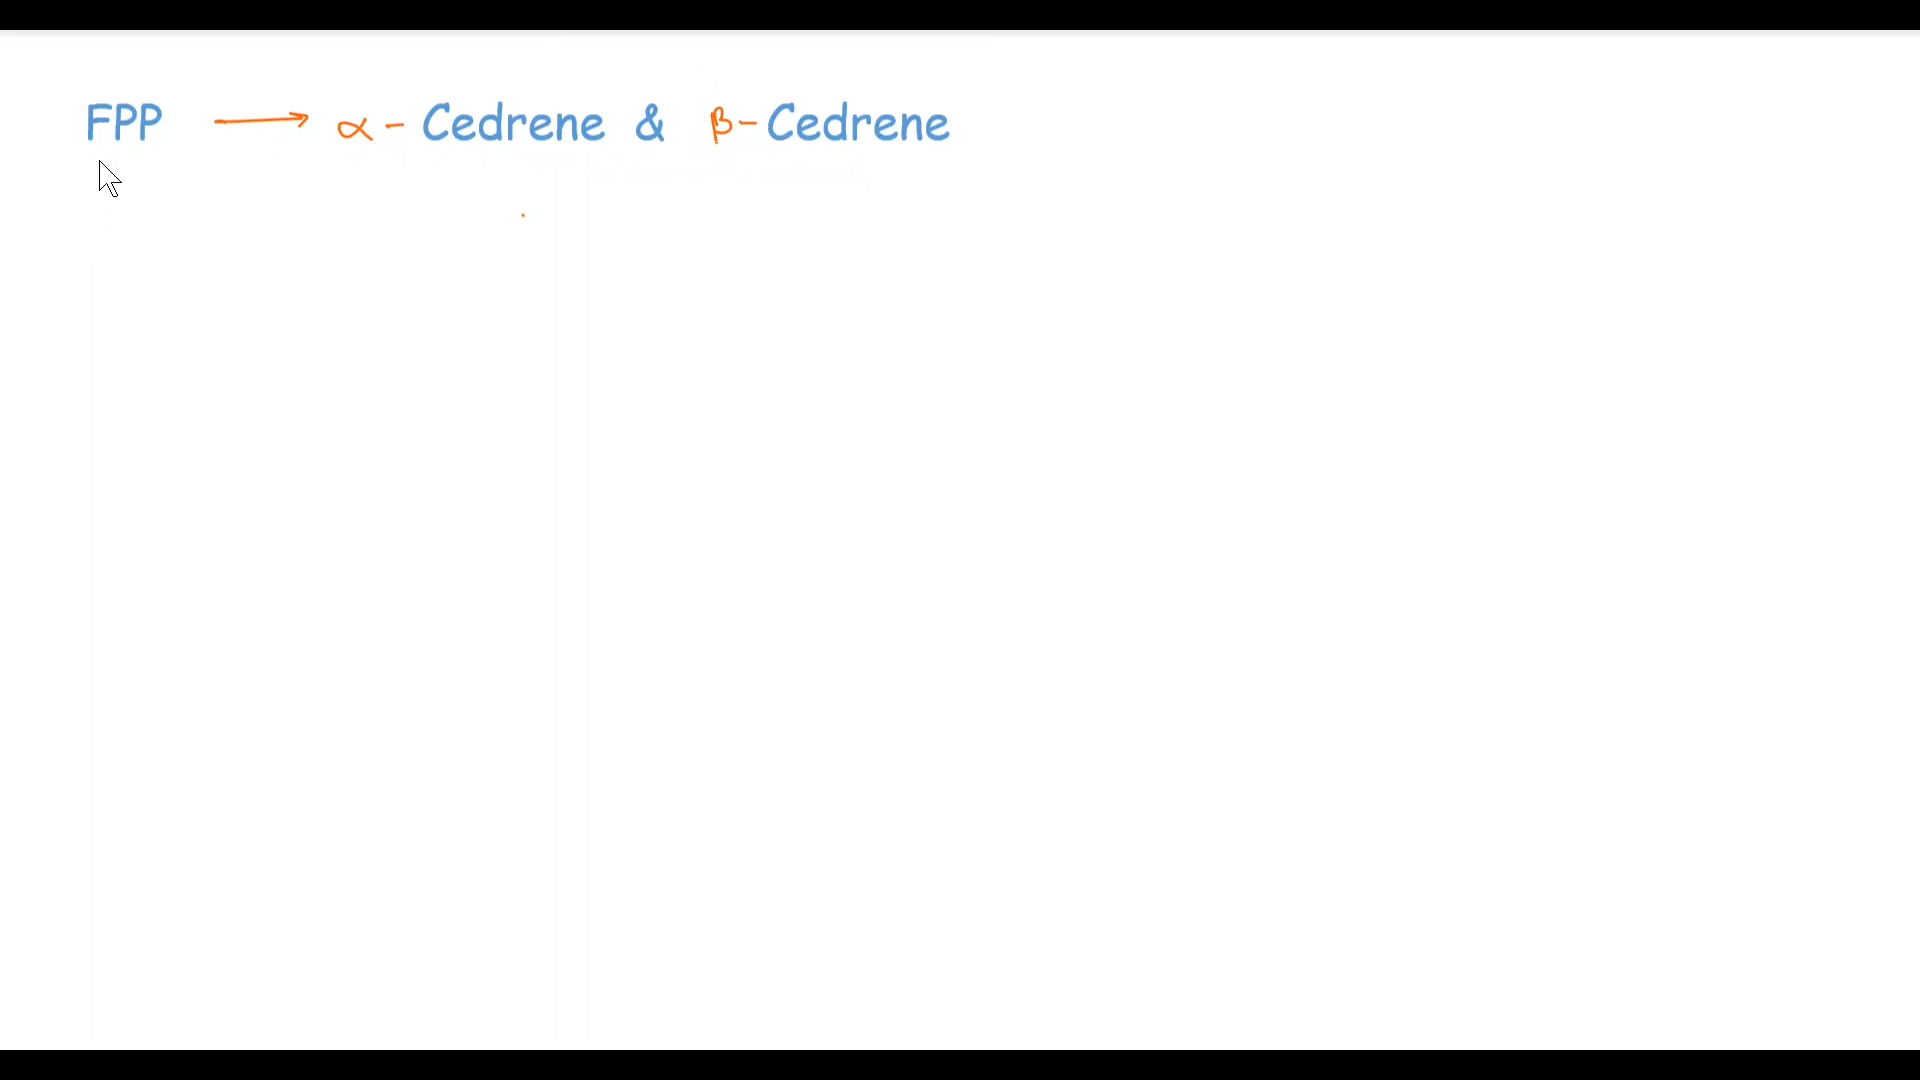 FPP → α - Cedrene & β- Cedrene